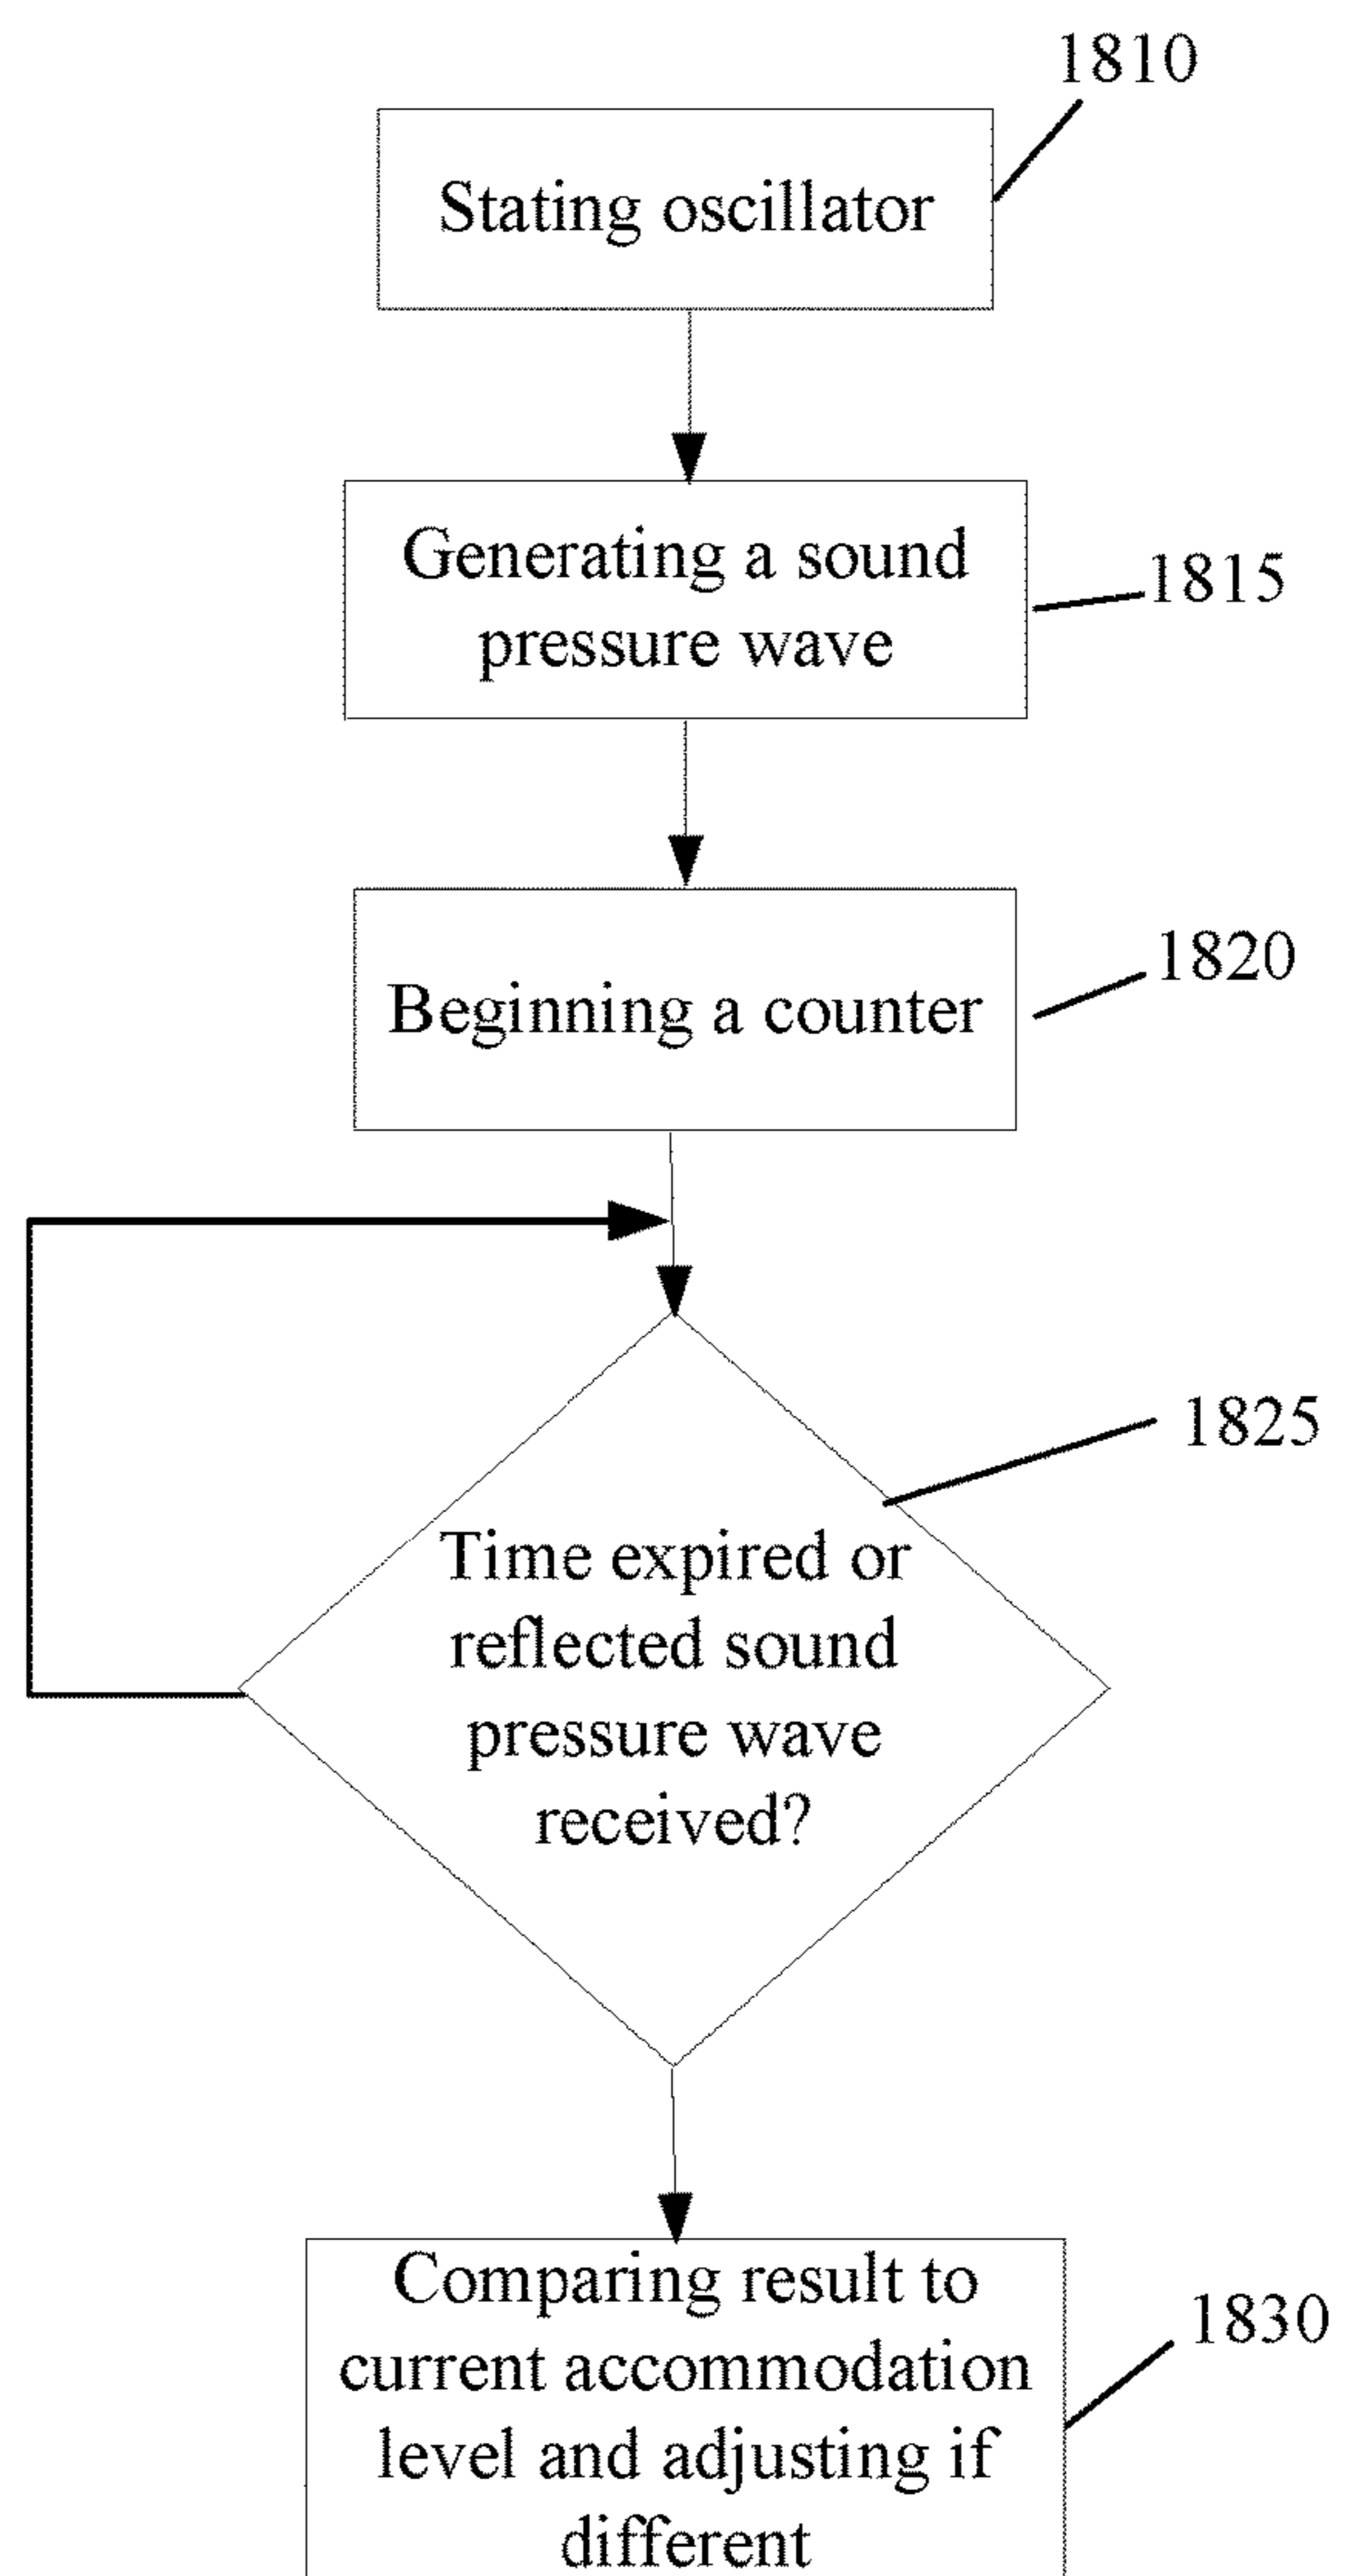 1810
Stating oscillator
Generating a sound
pressure wave
1815
Beginning a counter
1820
1825
Time expired or
reflected sound
pressure wave
received?
Comparing result to
current accommodation
level and adjusting if
different
1830